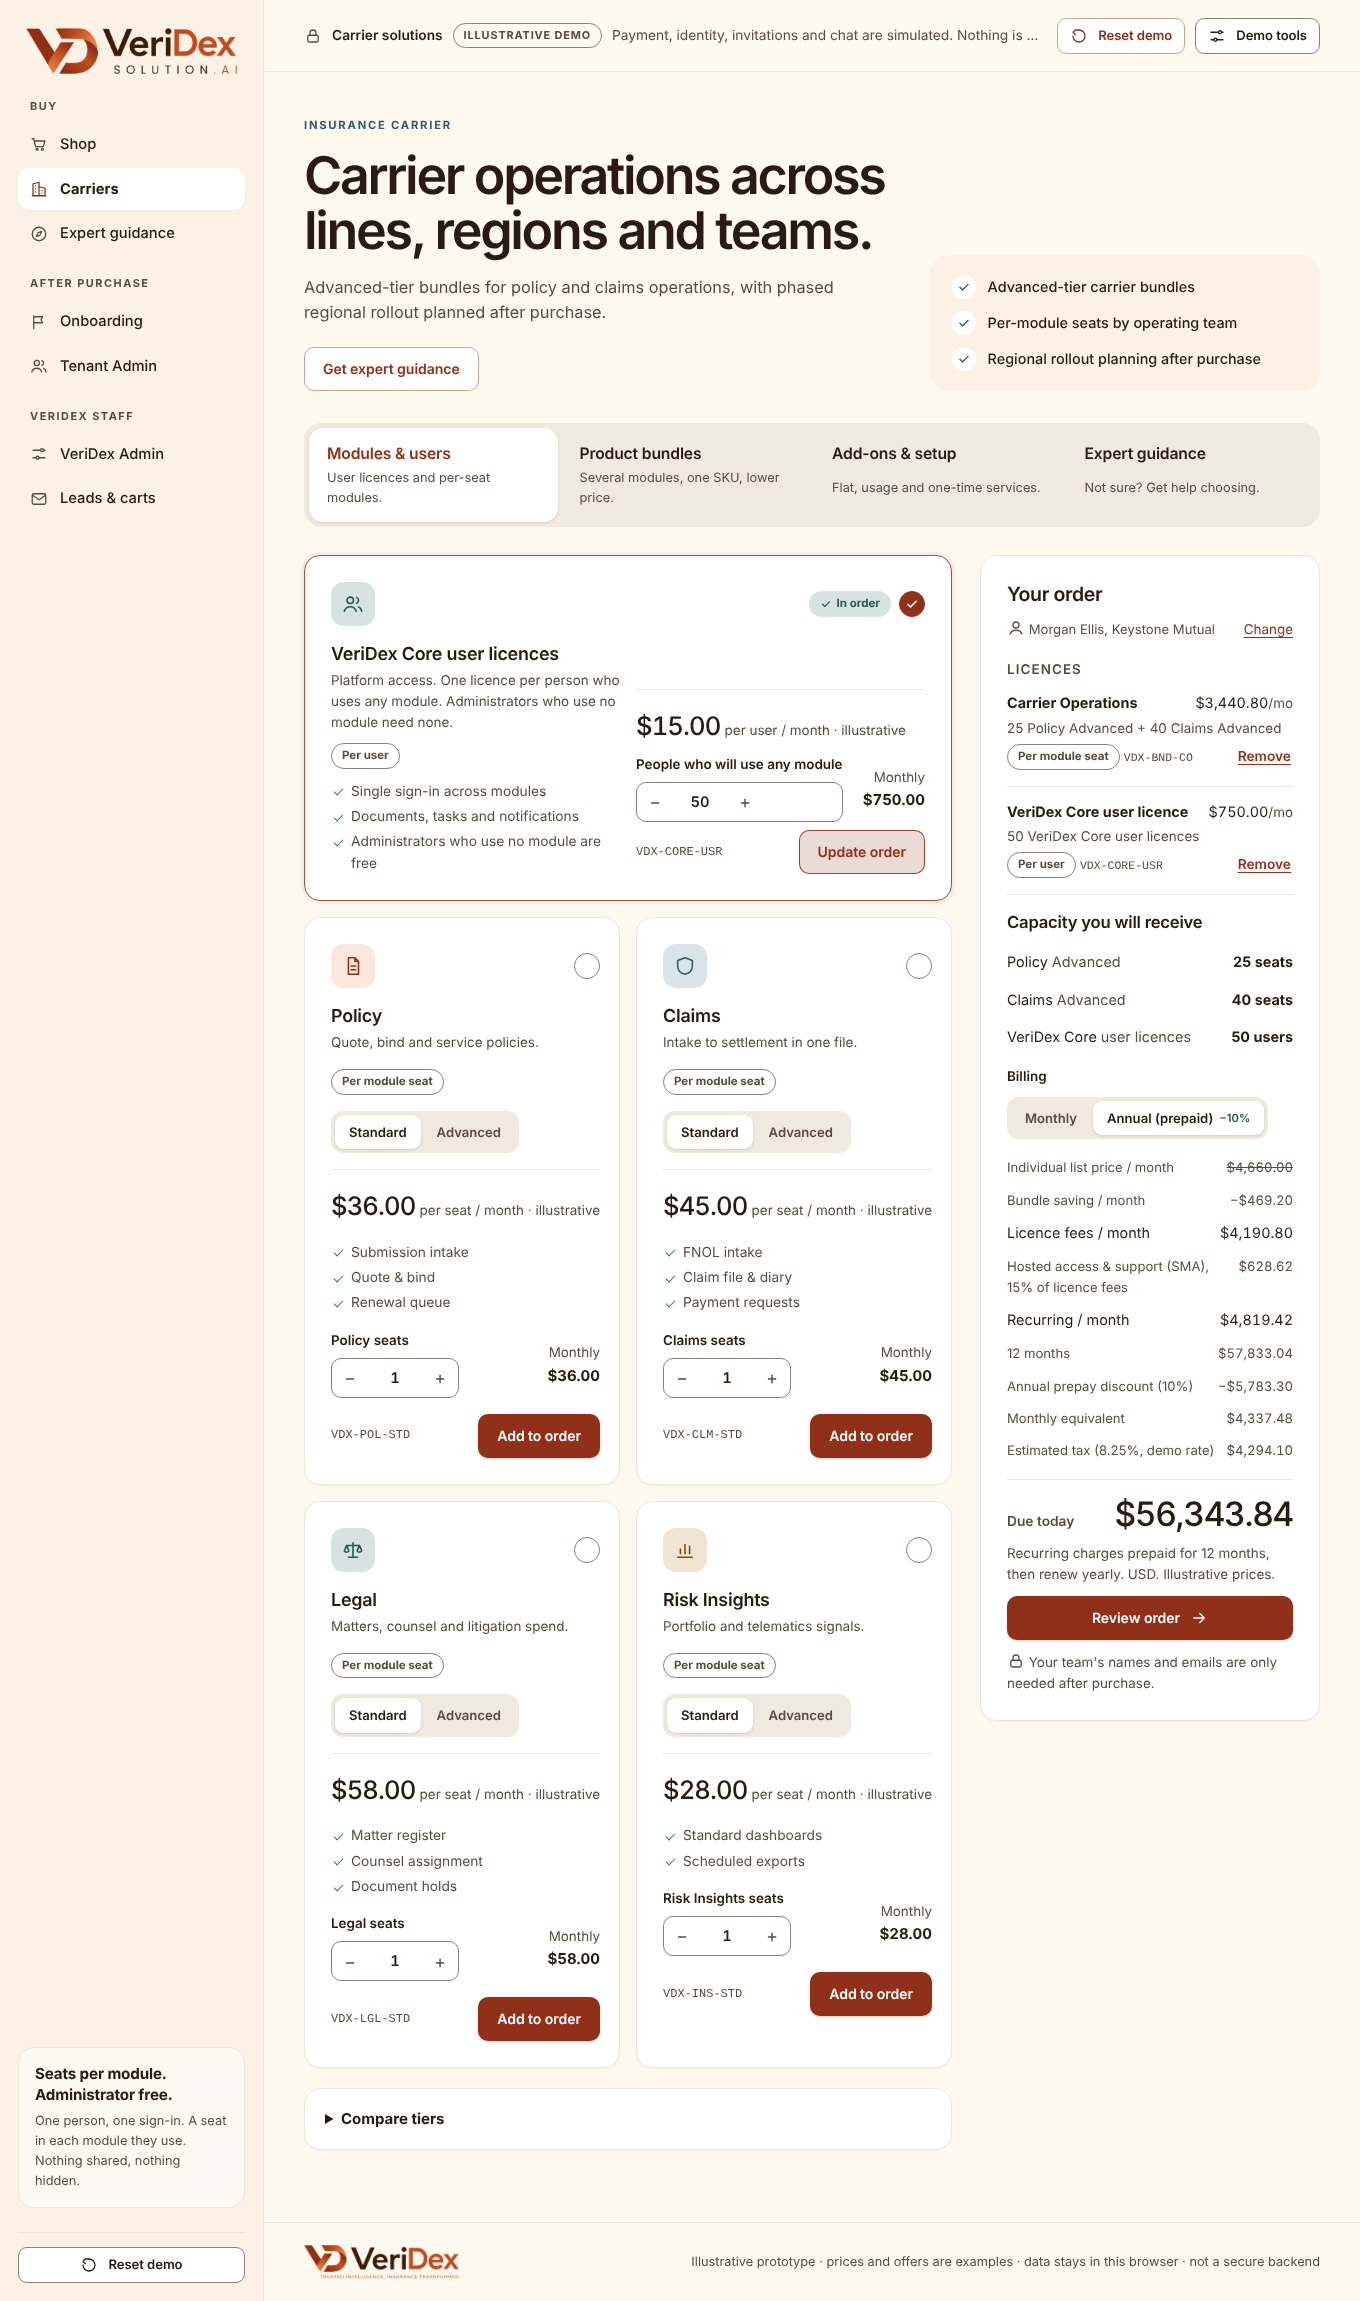 VeriDex
SOLUTION.AI
BUY
Shop
Carriers
Expert guidance
AFTER PURCHASE
Onboarding
Tenant Admin
VERIDEX STAFF
VeriDex Admin
Leads & carts
Seats per module.
Administrator free.
One person, one sign-in. A seat
in each module they use.
Nothing shared, nothing
hidden.
Reset demo
Carrier solutions
ILLUSTRATIVE DEMO
Payment, identity, invitations and chat are simulated. Nothing is ...
Reset demo
Demo tools
INSURANCE CARRIER
Carrier operations across
lines, regions and teams.
Advanced-tier bundles for policy and claims operations, with phased
regional rollout planned after purchase.
Get expert guidance
Advanced-tier carrier bundles
Per-module seats by operating team
Regional rollout planning after purchase
Modules & users
User licences and per-seat
modules.
Product bundles
Several modules, one SKU, lower
price.
Add-ons & setup
Flat, usage and one-time services.
Expert guidance
Not sure? Get help choosing.
In order
VeriDex Core user licences
Platform access. One licence per person who
uses any module. Administrators who use no
module need none.
Per user
Single sign-in across modules
Documents, tasks and notifications
Administrators who use no module are
free
$15.00 per user / month · illustrative
People who will use any module
− 50 +
Monthly
$750.00
VDX-CORE-USR
Update order
Policy
Quote, bind and service policies.
Per module seat
Standard Advanced
$36.00 per seat / month · illustrative
Submission intake
Quote & bind
Renewal queue
Policy seats
− 1 +
Monthly
$36.00
VDX-POL-STD
Add to order
Claims
Intake to settlement in one file.
Per module seat
Standard Advanced
$45.00 per seat / month · illustrative
FNOL intake
Claim file & diary
Payment requests
Claims seats
− 1 +
Monthly
$45.00
VDX-CLM-STD
Add to order
Legal
Matters, counsel and litigation spend.
Per module seat
Standard Advanced
$58.00 per seat / month · illustrative
Matter register
Counsel assignment
Document holds
Legal seats
− 1 +
Monthly
$58.00
VDX-LGL-STD
Add to order
Risk Insights
Portfolio and telematics signals.
Per module seat
Standard Advanced
$28.00 per seat / month · illustrative
Standard dashboards
Scheduled exports
Risk Insights seats
− 1 +
Monthly
$28.00
VDX-INS-STD
Add to order
Compare tiers
Your order
Morgan Ellis, Keystone Mutual Change
LICENCES
Carrier Operations $3,440.80/mo
25 Policy Advanced + 40 Claims Advanced
Per module seat VDX-BND-CO Remove
VeriDex Core user licence $750.00/mo
50 VeriDex Core user licences
Per user VDX-CORE-USR Remove
Capacity you will receive
Policy Advanced 25 seats
Claims Advanced 40 seats
VeriDex Core user licences 50 users
Billing
Monthly Annual (prepaid) −10%
Individual list price / month $4,660.00
Bundle saving / month −$469.20
Licence fees / month $4,190.80
Hosted access & support (SMA), $628.62
15% of licence fees
Recurring / month $4,819.42
12 months $57,833.04
Annual prepay discount (10%) −$5,783.30
Monthly equivalent $4,337.48
Estimated tax (8.25%, demo rate) $4,294.10
Due today $56,343.84
Recurring charges prepaid for 12 months,
then renew yearly. USD. Illustrative prices.
Review order
Your team's names and emails are only
needed after purchase.
VeriDex
TRUSTED INTELLIGENCE. INSURANCE TRANSFORMED
Illustrative prototype · prices and offers are examples · data stays in this browser · not a secure backend